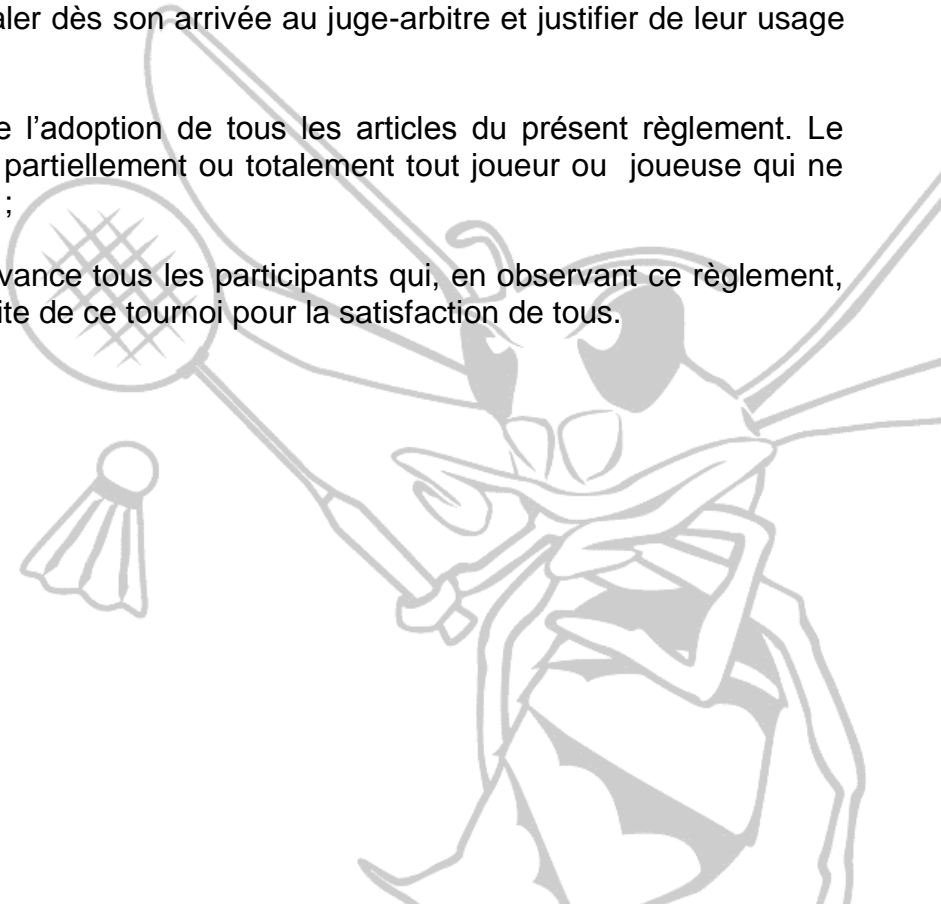 aler dès son arrivée au juge-arbitre et justifier de leur usage
e l’adoption de tous les articles du présent règlement. Le
partiellement ou totalement tout joueur ou joueuse qui ne
;
vance tous les participants qui, en observant ce règlement,
ite de ce tournoi pour la satisfaction de tous.